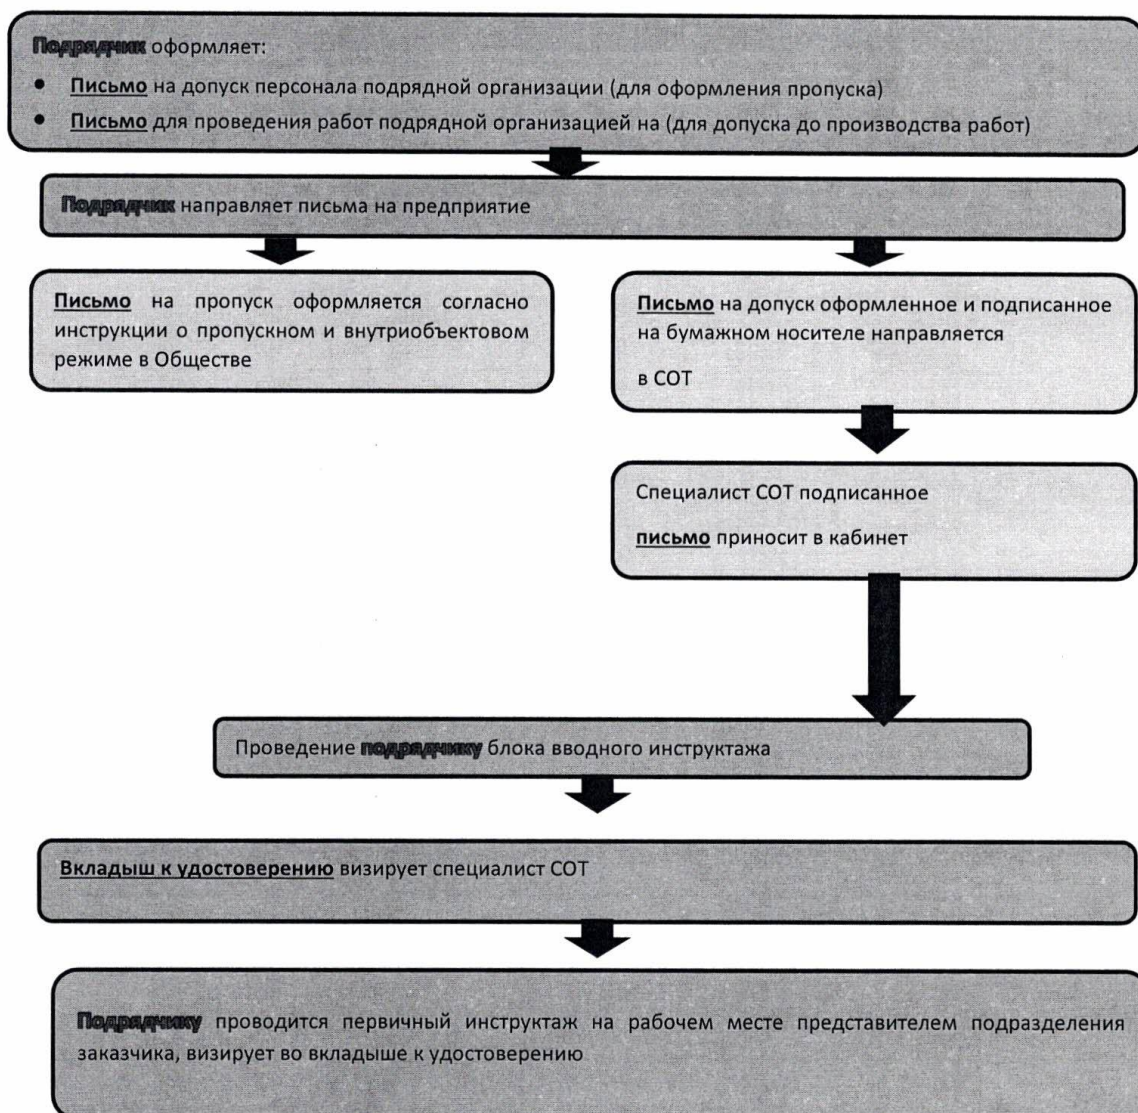 Подрядчик оформляет:
• Письмо на допуск персонала подрядной организации (для оформления пропуска)
• Письмо для проведения работ подрядной организацией на (для допуска до производства работ)
Подрядчик направляет письма на предприятие
Письмо на пропуск оформляется согласно
инструкции о пропускном и внутриобъектовом
режиме в Обществе
Письмо на допуск оформленное и подписанное
на бумажном носителе направляется
в СОТ
Специалист СОТ подписанное
письмо приносит в кабинет
Проведение подрядчику блока вводного инструктажа
Вкладыш к удостоверению визирует специалист СОТ
Подрядчику проводится первичный инструктаж на рабочем месте представителем подразделения
заказчика, визирует во вкладыше к удостоверению